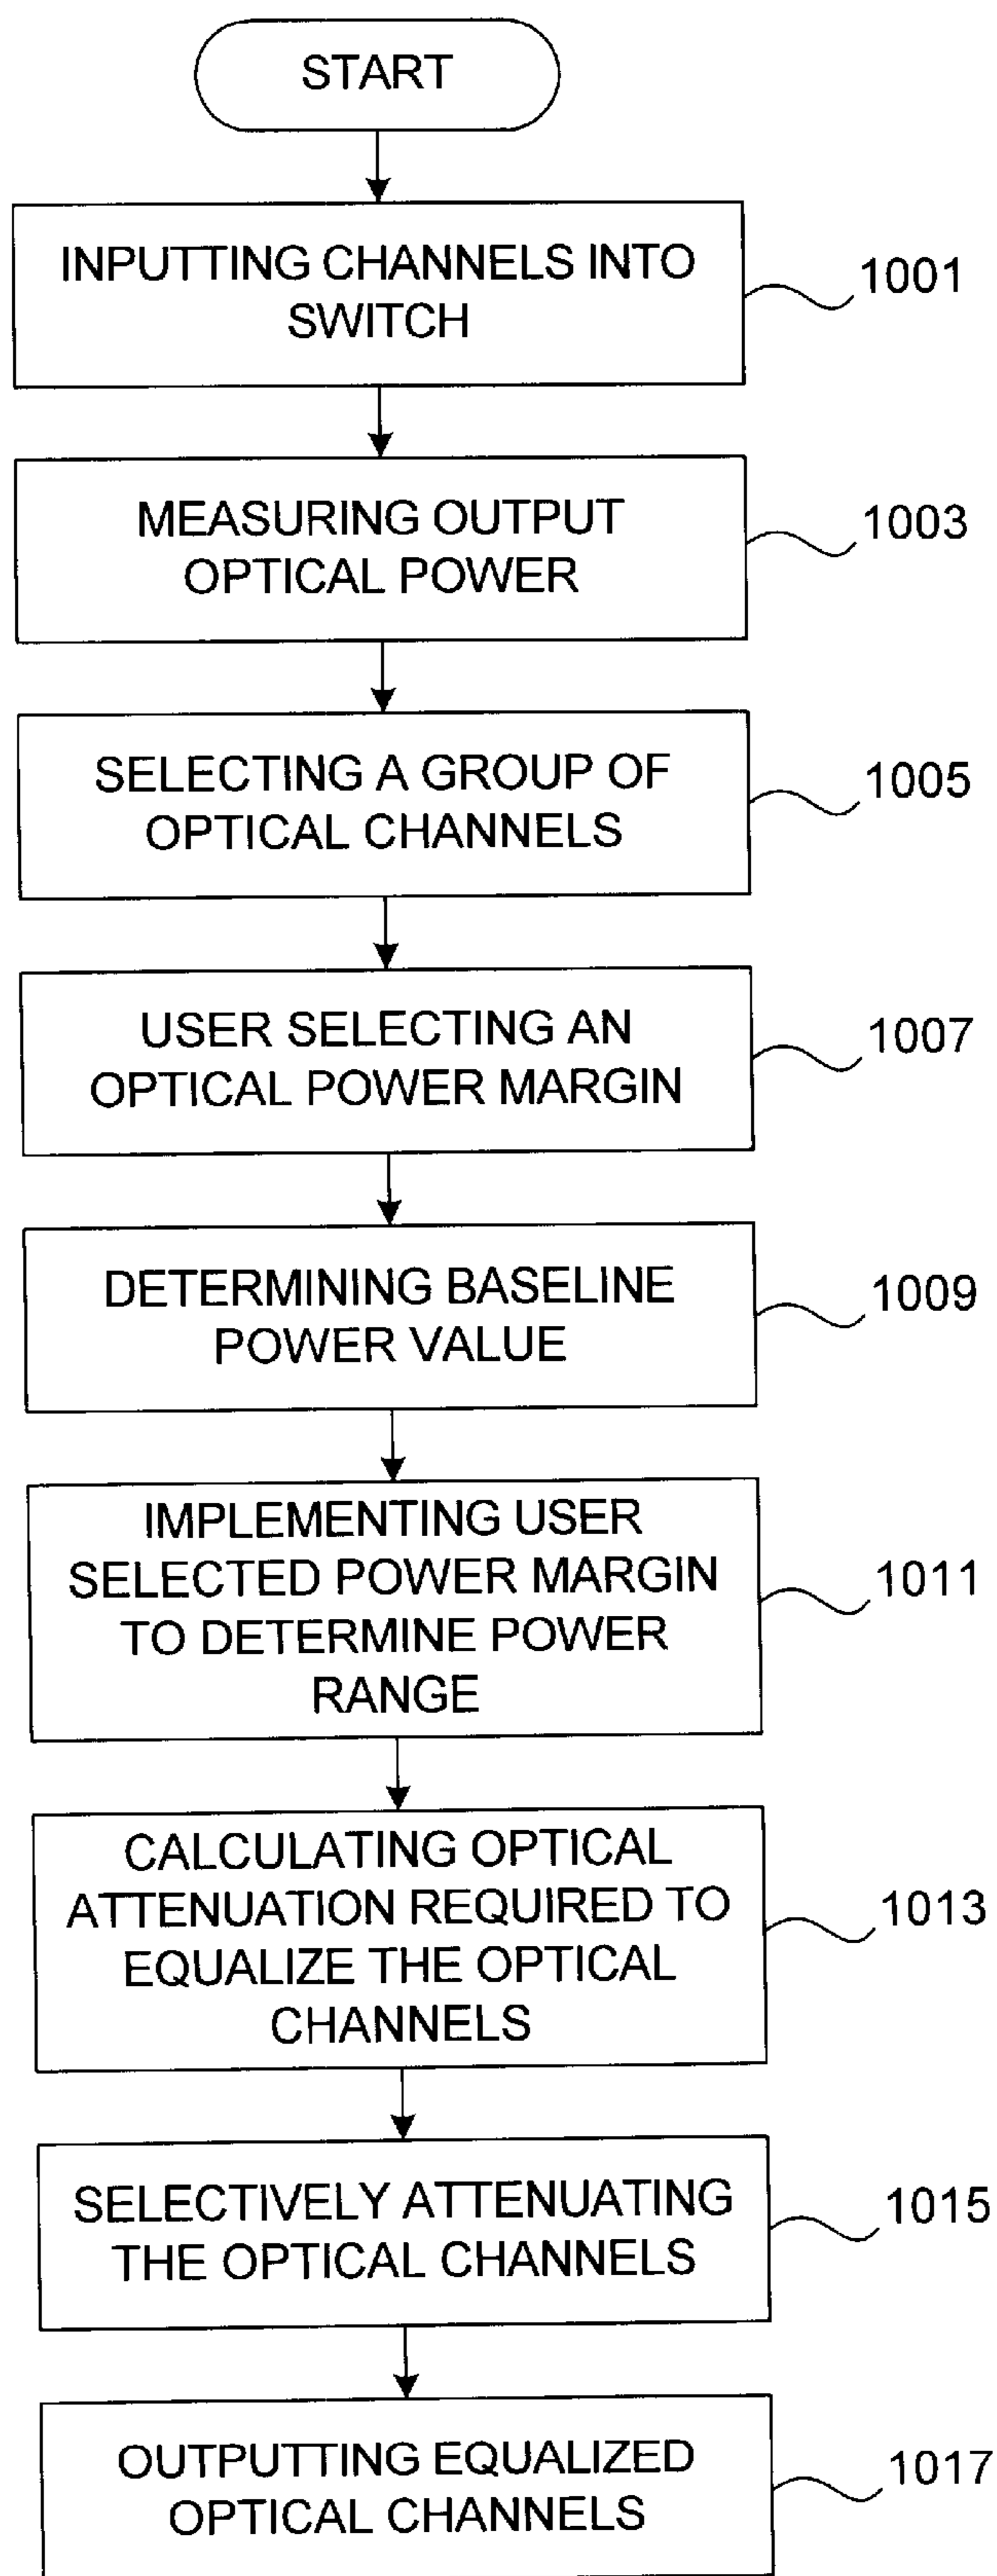 START
INPUTTING CHANNELS INTO
SWITCH
1001
MEASURING OUTPUT
OPTICAL POWER
1003
SELECTING A GROUP OF
OPTICAL CHANNELS
1005
USER SELECTING AN
OPTICAL POWER MARGIN
1007
DETERMINING BASELINE
POWER VALUE
1009
IMPLEMENTING USER
SELECTED POWER MARGIN
TO DETERMINE POWER
RANGE
1011
CALCULATING OPTICAL
ATTENUATION REQUIRED TO
EQUALIZE THE OPTICAL
CHANNELS
1013
SELECTIVELY ATTENUATING
THE OPTICAL CHANNELS
1015
OUTPUTTING EQUALIZED
OPTICAL CHANNELS
1017